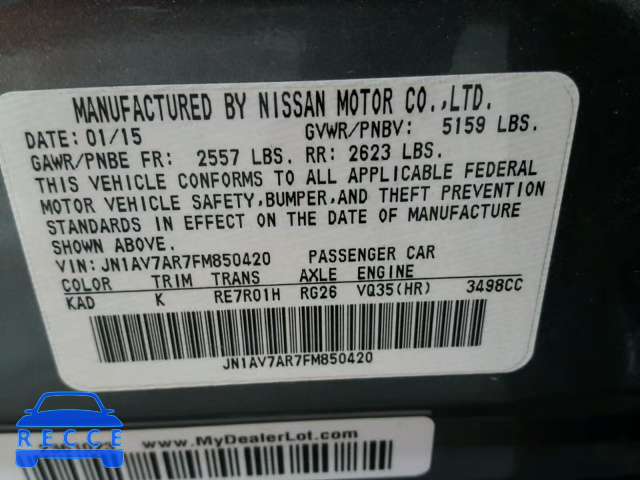 MANUFACTURED BY NISSAN MOTOR CO.,LTD.
DATE: 01/15 GVWR/PNBV: 5159 LBS.
GAWR/PNBE FR: 2557 LBS. RR: 2623 LBS.
THIS VEHICLE CONFORMS TO ALL APPLICABLE FEDERAL
MOTOR VEHICLE SAFETY,BUMPER,AND THEFT PREVENTION
STANDARDS IN EFFECT ON THE DATE OF MANUFACTURE
SHOWN ABOVE.
VIN: JN1AV7AR7FM850420 PASSENGER CAR
COLOR TRIM TRANS AXLE ENGINE
KAD K RE7R01H RG26 VQ35(HR) 3498CC
JN1AV7AR7FM850420
www.MyDealerLot.com